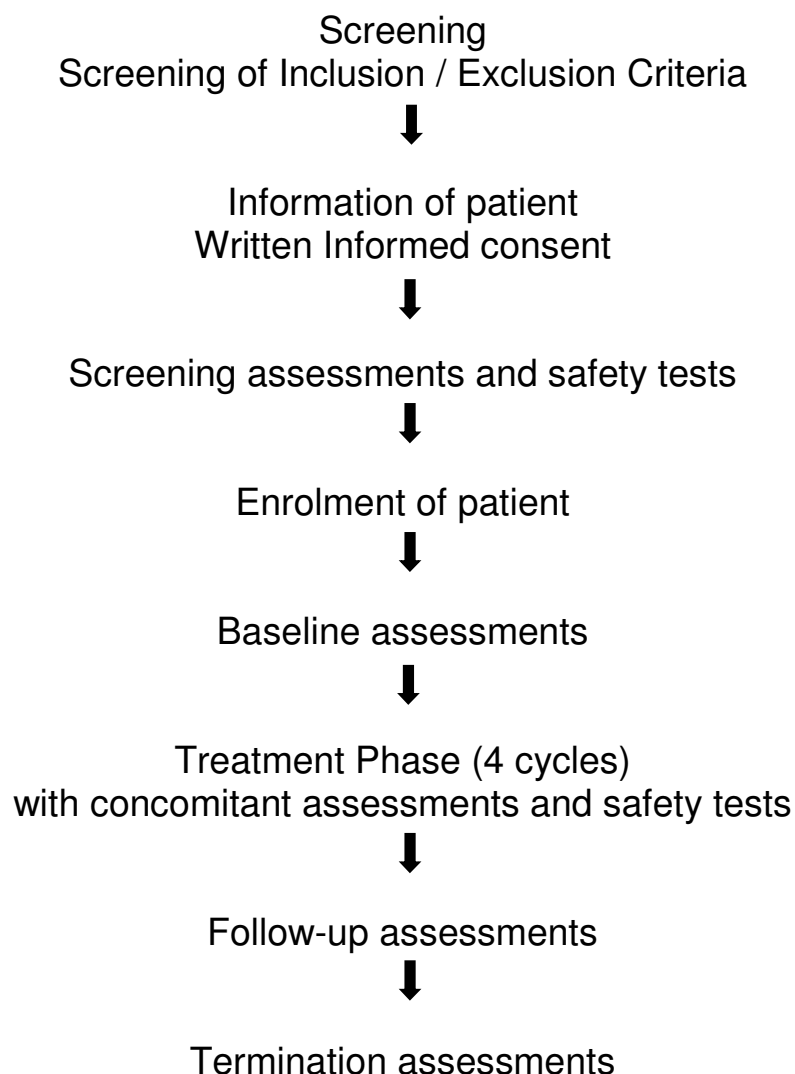 Screening
Screening of Inclusion / Exclusion Criteria
Information of patient
Written Informed consent
Screening assessments and safety tests
Enrolment of patient
Baseline assessments
Treatment Phase (4 cycles)
with concomitant assessments and safety tests
Follow-up assessments
Termination assessments